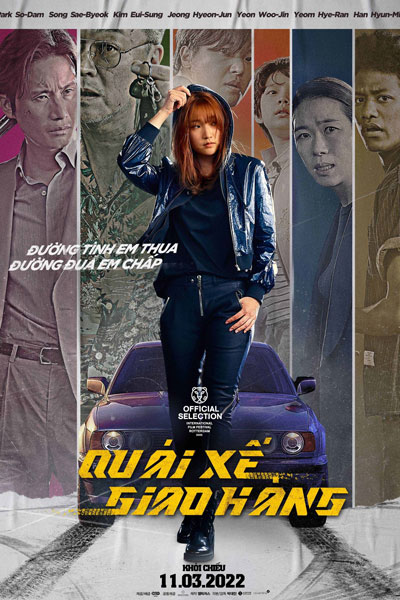 Park So-Dam Song Sae-Byeok Kim Eui-Sung Jeong Hyeon-Jun Yeon Woo-Jin Yeom Hye-Ran Han Hyun-Mi
ĐƯỜNG TÌNH EM THUA
ĐƯỜNG ĐUA EM CHẤP
OFFICIAL
SELECTION
INTERNATIONAL
FILM FESTIVAL
ROTTERDAM
QUÁI XẾ
GIAO HÀNG
KHỞI CHIẾU
11.03.2022